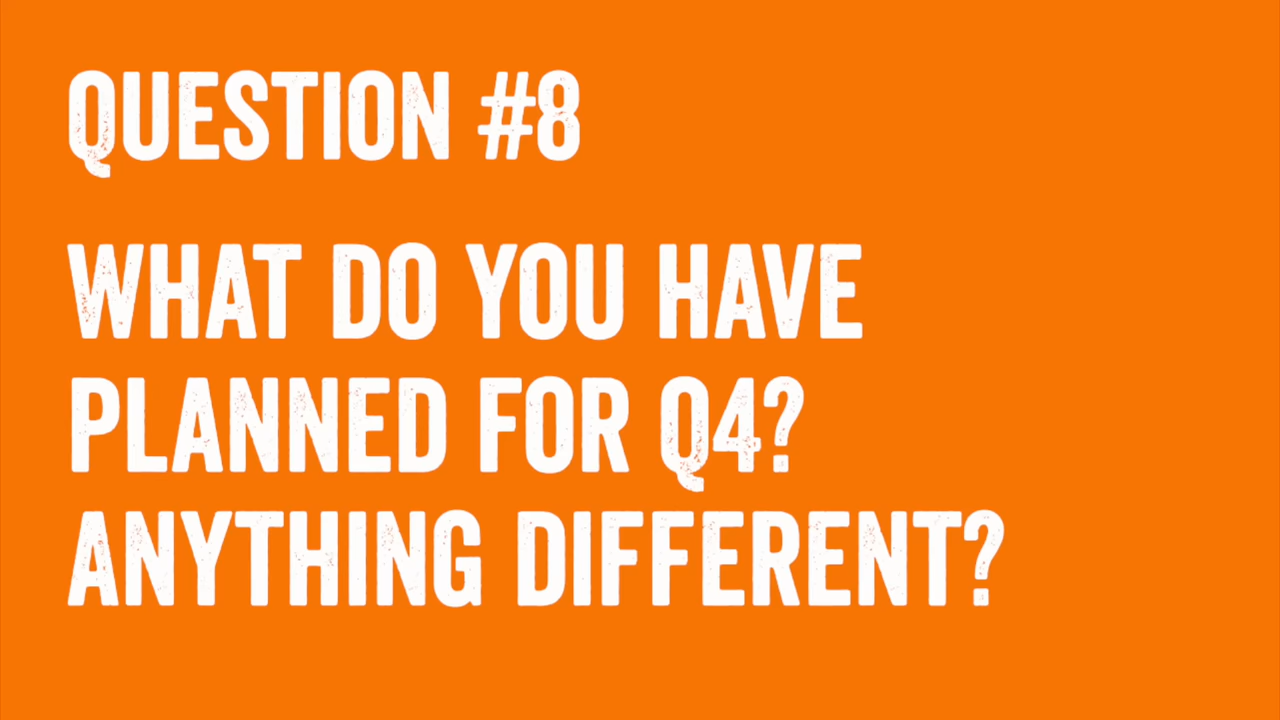 QUESTION #8
WHAT DO YOU HAVE
PLANNED FOR Q4?
ANYTHING DIFFERENT?